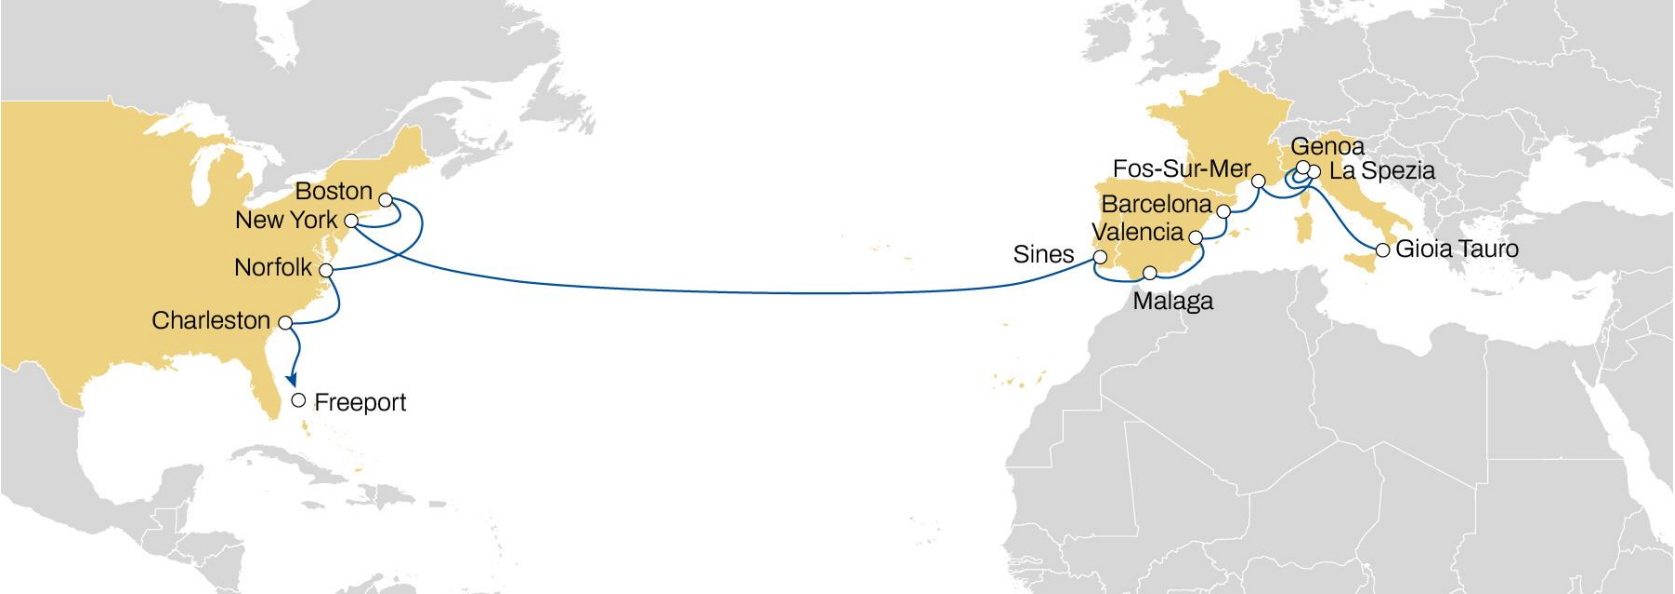 Genoa
Fos-Sur-Mer
La Spezia
Boston
Barcelona
New York
Valencia
Gioia Tauro
Sines
Norfolk
Malaga
Charleston
Freeport